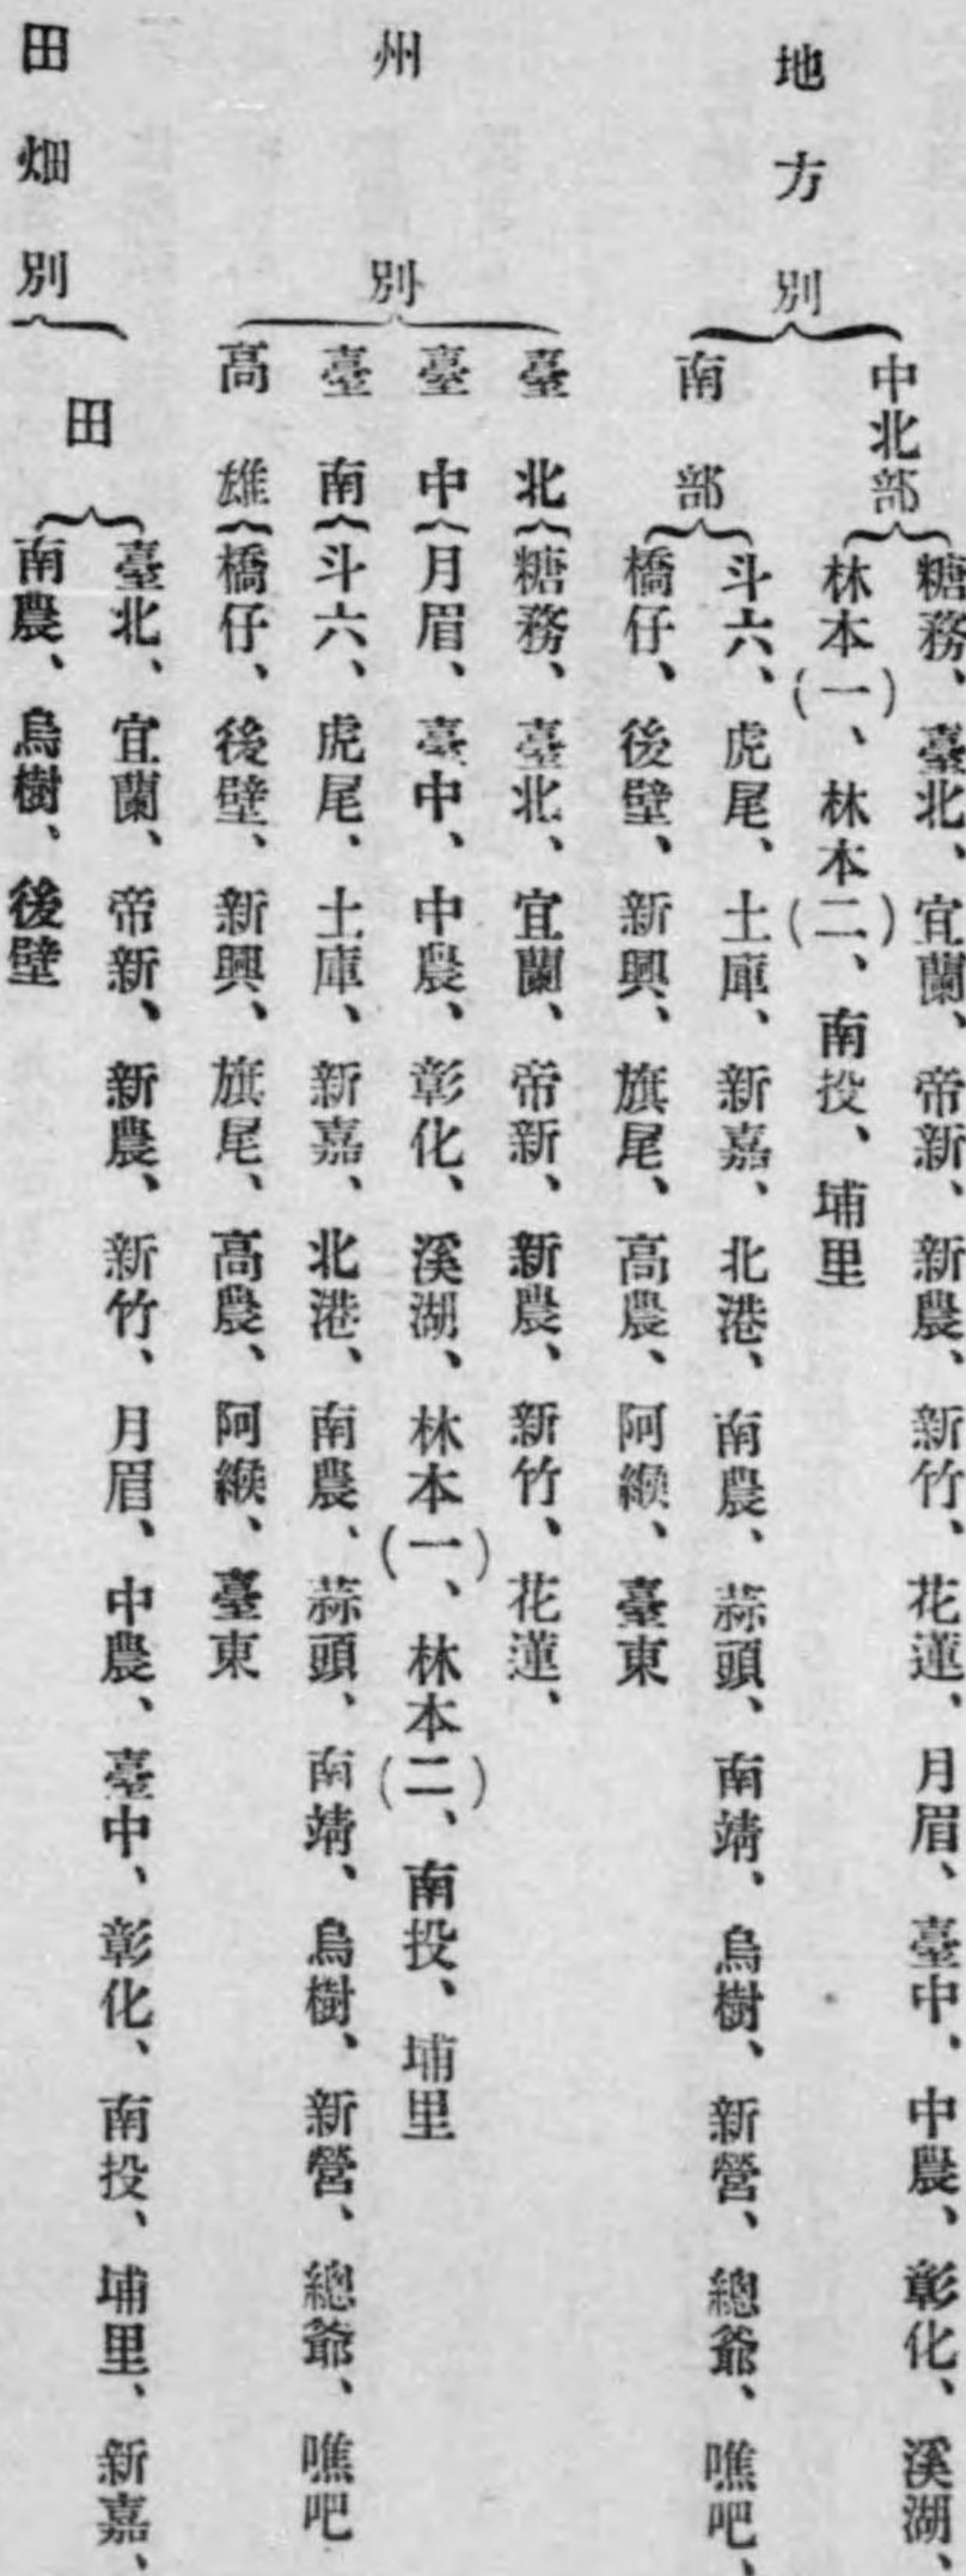 地方別
中北部
糖務、臺北、宜蘭、帝新、新農、新竹、花蓮、月眉、臺中、中農、彰化、溪湖、
林本(一)、林本(二)、南投、埔里
南部
斗六、虎尾、土庫、新嘉、北港、南農、蒜頭、南靖、烏樹、新營、總爺、噍吧、
橋仔、後壁、新興、旗尾、高農、阿緱、臺東
州別
臺北
糖務、臺北、宜蘭、帝新、新農、新竹、花蓮、
臺中
月眉、臺中、中農、彰化、溪湖、林本(一)、林本(二)、南投、埔里
臺南
斗六、虎尾、土庫、新嘉、北港、南農、蒜頭、南靖、烏樹、新營、總爺、噍吧
高雄
橋仔、後壁、新興、旗尾、高農、阿緱、臺東
田畑別
田
臺北、宜蘭、帝新、新農、新竹、月眉、中農、臺中、彰化、南投、埔里、新嘉、
南農、烏樹、後壁